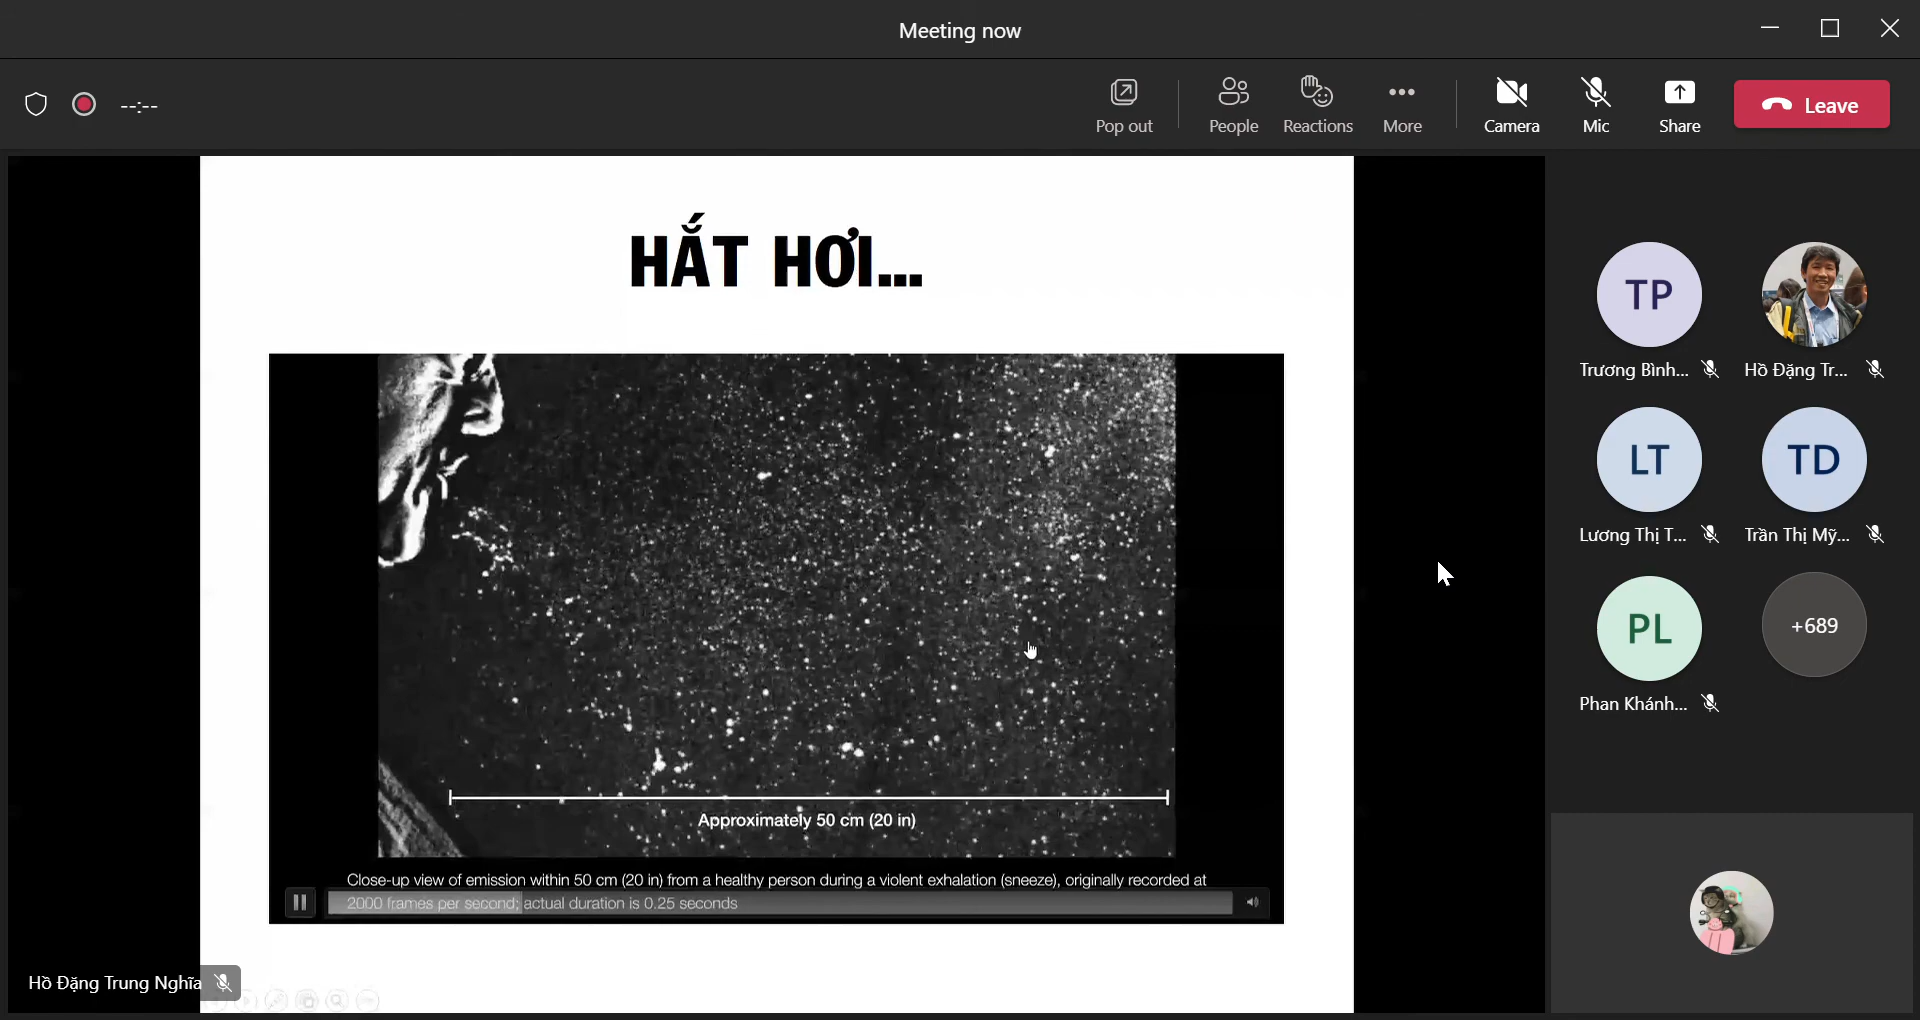 Meeting now
--:--
Pop out
People
Reactions
More
Camera
Mic
Share
Leave
HẮT HƠI...
Approximately 50 cm (20 in)
Close-up view of emission within 50 cm (20 in) from a healthy person during a violent exhalation (sneeze), originally recorded at
2000 frames per second; actual duration is 0.25 seconds
Hồ Đặng Trung Nghĩa
TP
Trương Bình...
Hồ Đặng Tr...
LT
TD
Lương Thị T...
Trần Thị Mỹ...
PL
+689
Phan Khánh...